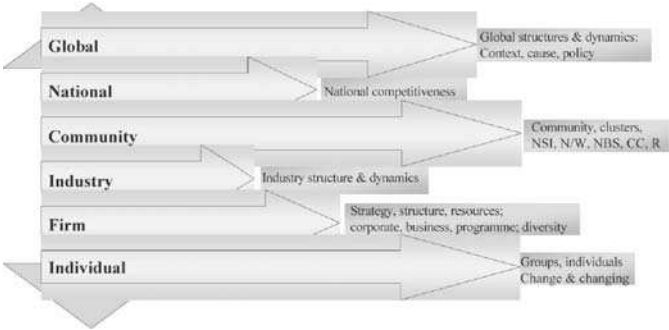 Global
Global structures & dynamics:
Context, cause, policy
National
National competitiveness
Community
Community, clusters,
NSI, N/W, NBS, CC, R
Industry
Industry structure & dynamics
Firm
Strategy, structure, resources;
corporate, business, programme; diversity
Individual
Groups, individuals
Change & changing